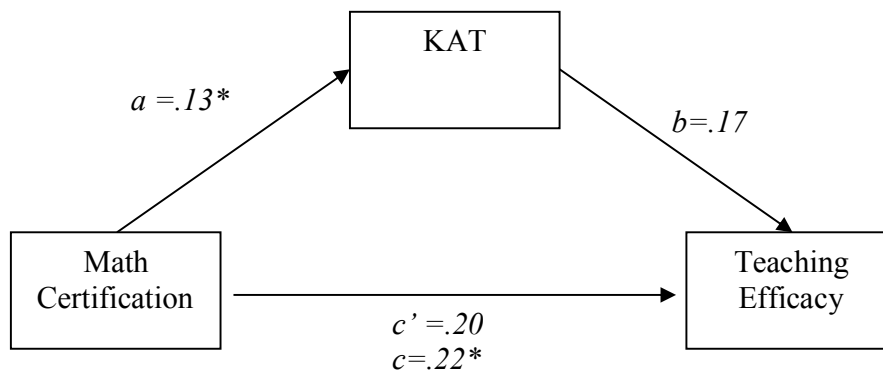 KAT
a =.13*
b=.17
Math
Certification
Teaching
Efficacy
c’ =.20
c=.22*